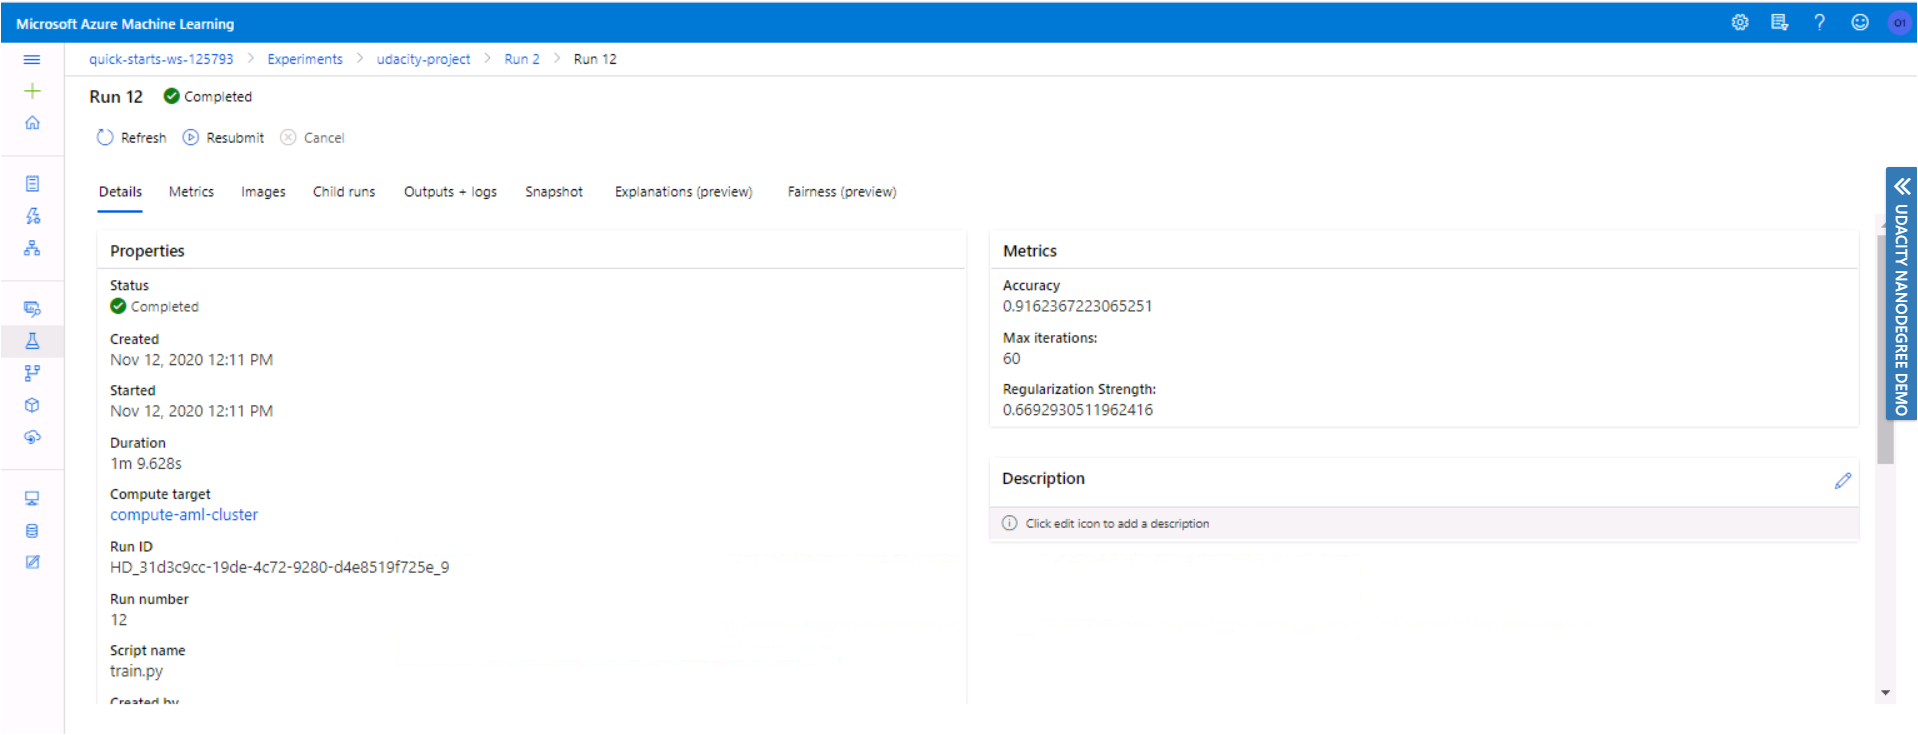 Microsoft Azure Machine Learning
O1
quick-starts-ws-125793 > Experiments > udacity-project > Run 2 > Run 12
Run 12 Completed
Refresh Resubmit Cancel
Details Metrics Images Child runs Outputs + logs Snapshot Explanations (preview) Fairness (preview)
Properties
Status
Completed
Created
Nov 12, 2020 12:11 PM
Started
Nov 12, 2020 12:11 PM
Duration
1m 9.628s
Compute target
compute-aml-cluster
Run ID
HD_31d3c9cc-19de-4c72-9280-d4e8519f725e_9
Run number
12
Script name
train.py
Created by
Metrics
Accuracy
0.9162367223065251
Max iterations:
60
Regularization Strength:
0.6692930511962416
Description
Click edit icon to add a description
UDACITY NANODEGREE DEMO